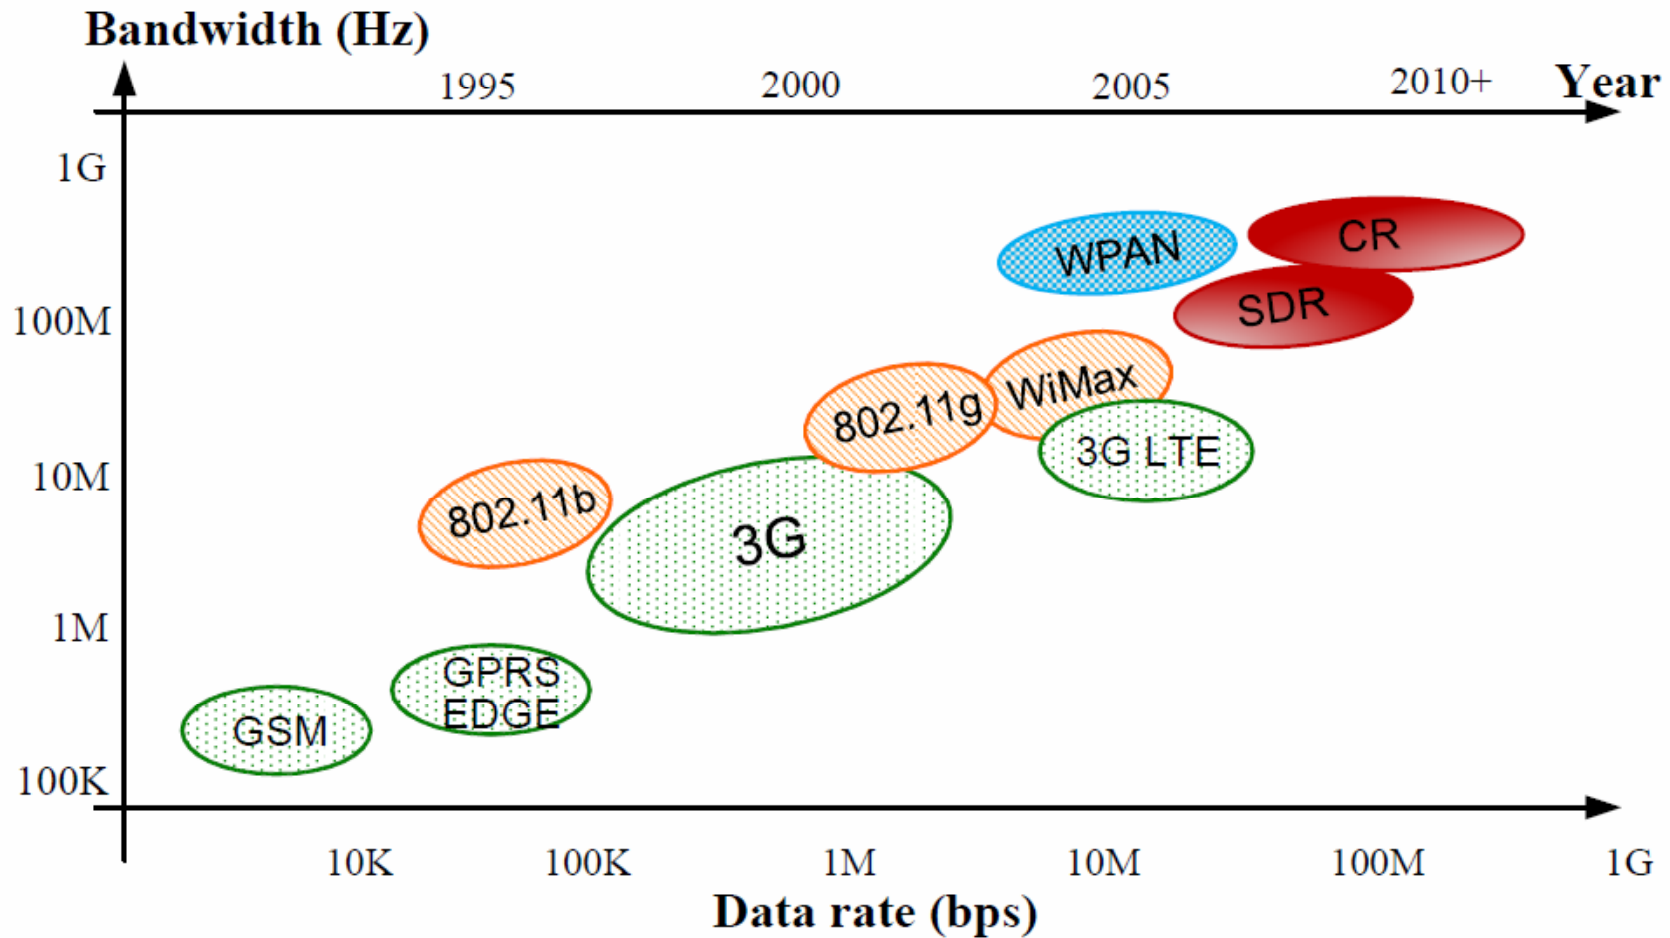 Bandwidth (Hz)
1995 2000 2005 2010+ Year
1G
CR
WPAN
SDR
100M
WiMax
802.11g
3G LTE
10M
802.11b
3G
1M
GPRS
EDGE
GSM
100K
10K 100K 1M 10M 100M 1G
Data rate (bps)